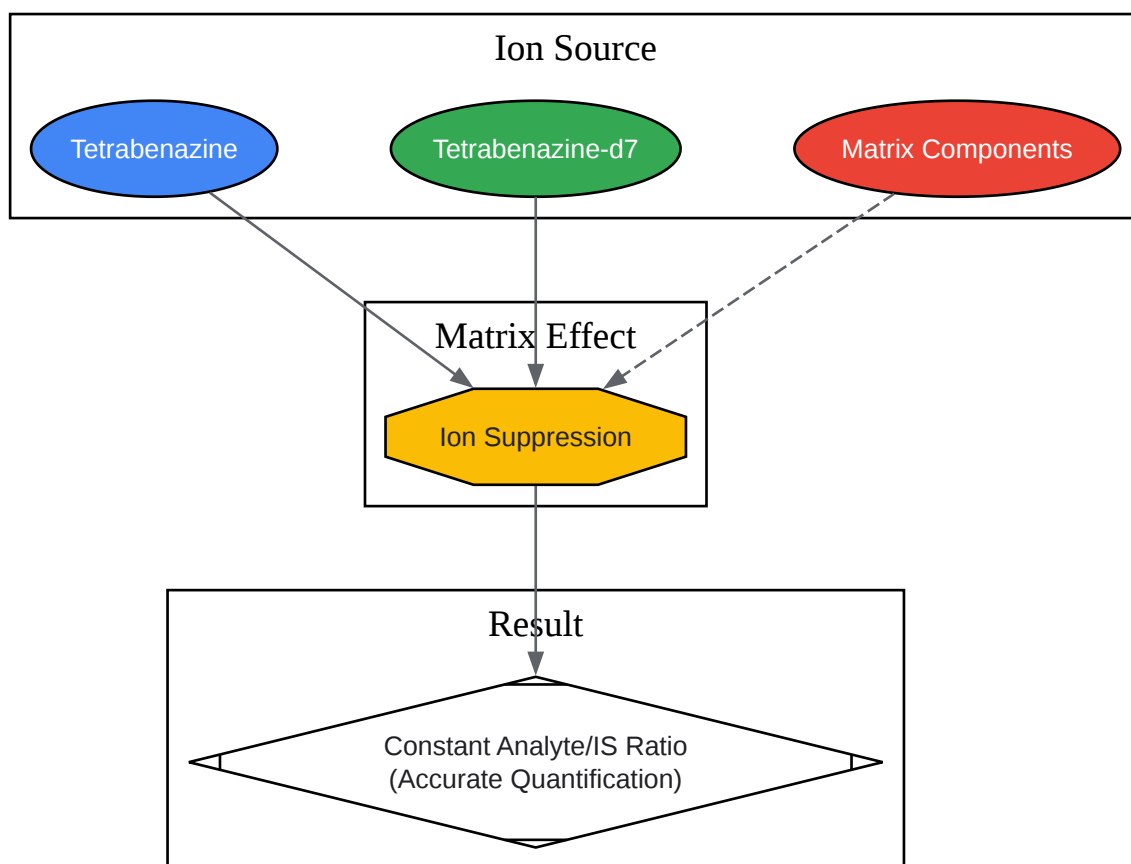 Ion Source
Tetrabenazine
Tetrabenazine-d7
Matrix Components
Matrix Effect
Ion Suppression
Result
Constant Analyte/IS Ratio
(Accurate Quantification)